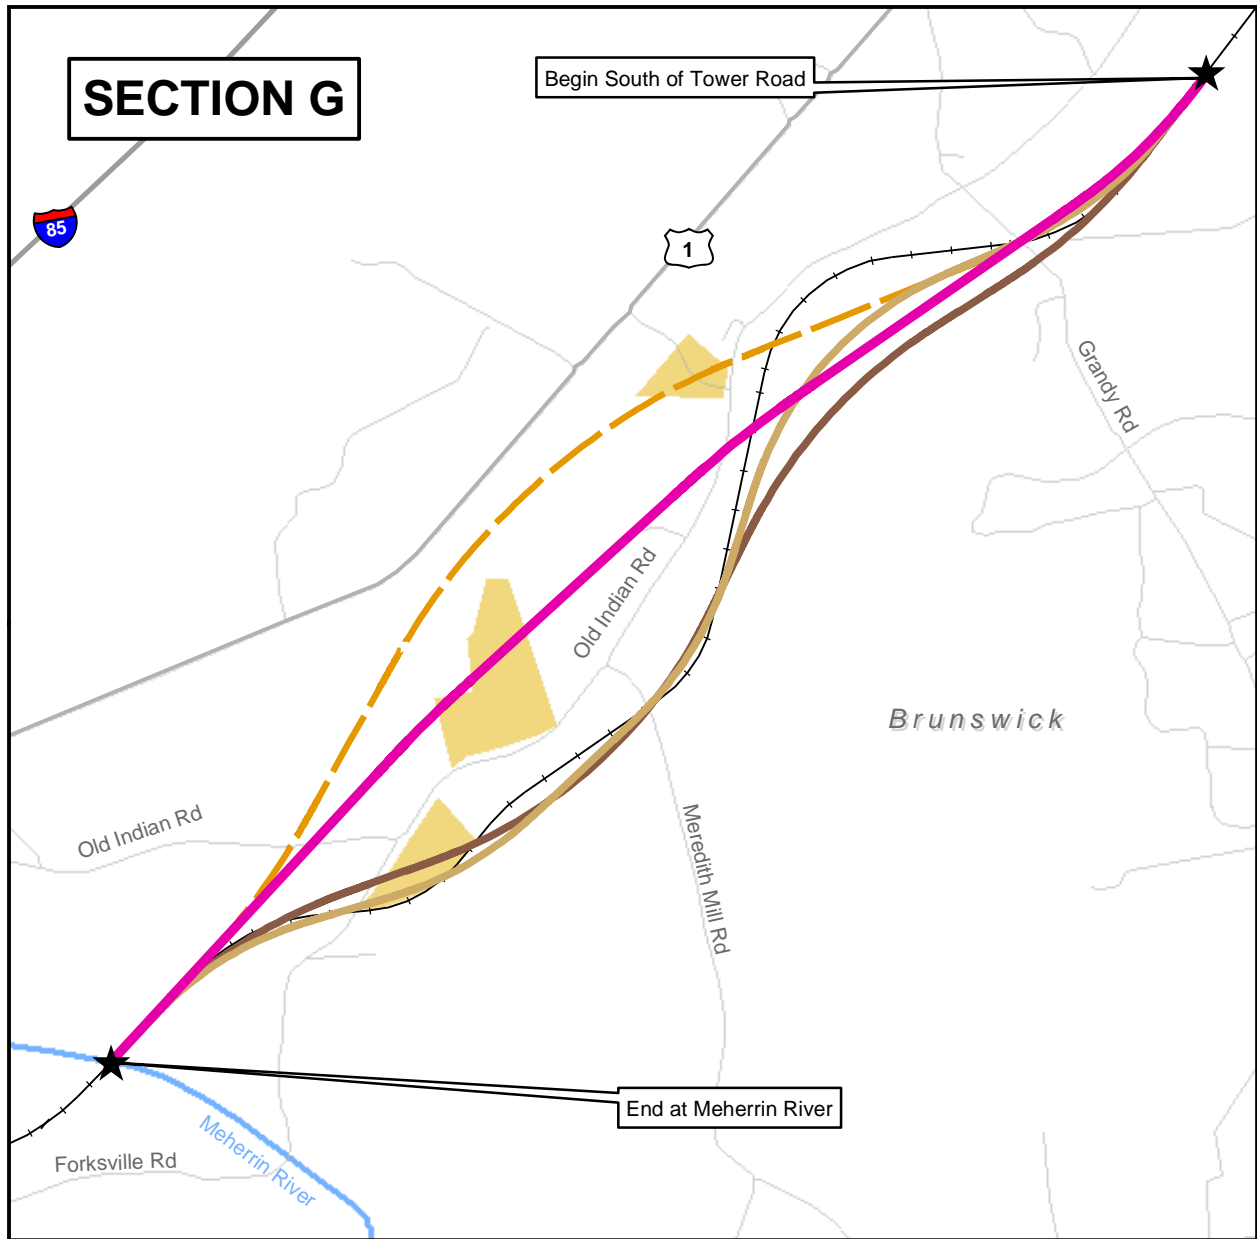 SECTION G
Begin South of Tower Road
85
1
Grandy Rd
Old Indian Rd
Brunswick
Old Indian Rd
Meredith Mill Rd
End at Meherrin River
Meherrin River
Forksville Rd